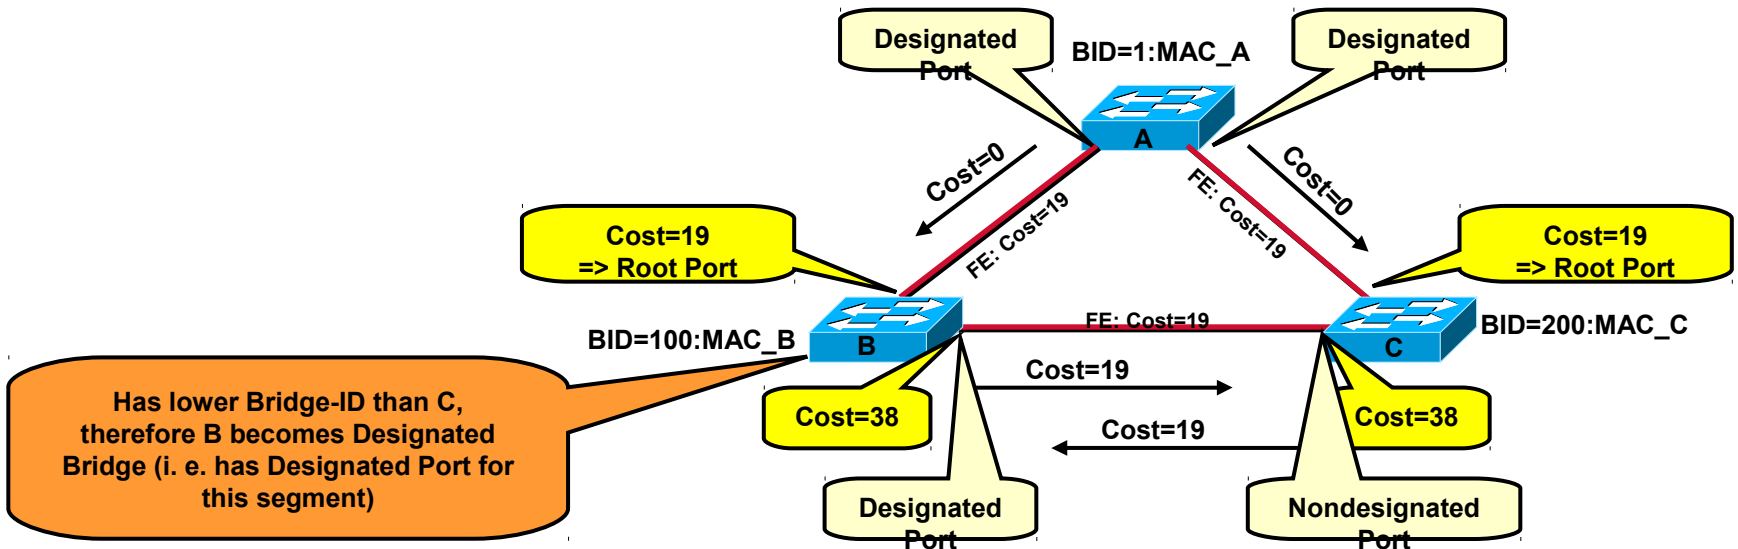 Designated
Port
BID=1:MAC_A
Designated
Port
A
Cost=0
FE: Cost=19
Cost=0
FE: Cost=19
Cost=19
=> Root Port
Cost=19
=> Root Port
BID=100:MAC_B
B
FE: Cost=19
C
BID=200:MAC_C
Has lower Bridge-ID than C,
therefore B becomes Designated
Bridge (i. e. has Designated Port for
this segment)
Cost=38
Cost=19
Cost=19
Cost=38
Designated
Port
Nondesignated
Port